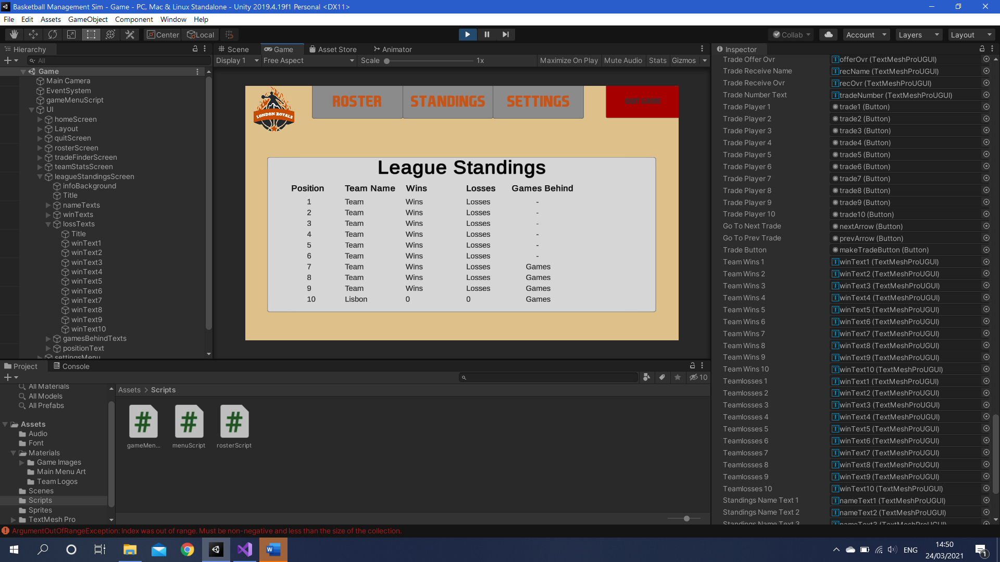 Basketball Management Sim - Game - PC, Mac & Linux Standalone - Unity 2019.4.19f1 Personal <DX11>
File Edit Assets GameObject Component Window Help
Center Local Collab Account Layers Layout
Hierarchy
All
Game
Main Camera
EventSystem
gameMenuScript
UI
homeScreen
Layout
quitScreen
rosterScreen
tradeFinderScreen
teamStatsScreen
leagueStandingsScreen
infoBackground
Title
nameTexts
winTexts
lossTexts
Title
winText1
winText2
winText3
winText4
winText5
winText6
winText7
winText8
winText9
winText10
gamesBehindTexts
positionText
settingsMenu
Scene Game Asset Store Animator
Display 1 Free Aspect Scale 1x Maximize On Play Mute Audio Stats Gizmos
LONDON ROYALS
ROSTER STANDINGS SETTINGS QUIT GAME
League Standings
Position Team Name Wins Losses Games Behind
1 Team Wins Losses -
2 Team Wins Losses -
3 Team Wins Losses -
4 Team Wins Losses -
5 Team Wins Losses -
6 Team Wins Losses -
7 Team Wins Losses Games
8 Team Wins Losses Games
9 Team Wins Losses Games
10 Lisbon 0 0 Games
Inspector
Trade Offer Ovr offerOvr (TextMeshProUGUI)
Trade Receive Name recName (TextMeshProUGUI)
Trade Receive Ovr recOvr (TextMeshProUGUI)
Trade Number Text tradeNumber (TextMeshProUGUI)
Trade Player 1 trade1 (Button)
Trade Player 2 trade2 (Button)
Trade Player 3 trade3 (Button)
Trade Player 4 trade4 (Button)
Trade Player 5 trade5 (Button)
Trade Player 6 trade6 (Button)
Trade Player 7 trade7 (Button)
Trade Player 8 trade8 (Button)
Trade Player 9 trade9 (Button)
Trade Player 10 trade10 (Button)
Go To Next Trade nextArrow (Button)
Go To Prev Trade prevArrow (Button)
Trade Button makeTradeButton (Button)
Team Wins 1 winText1 (TextMeshProUGUI)
Team Wins 2 winText2 (TextMeshProUGUI)
Team Wins 3 winText3 (TextMeshProUGUI)
Team Wins 4 winText4 (TextMeshProUGUI)
Team Wins 5 winText5 (TextMeshProUGUI)
Team Wins 6 winText6 (TextMeshProUGUI)
Team Wins 7 winText7 (TextMeshProUGUI)
Team Wins 8 winText8 (TextMeshProUGUI)
Team Wins 9 winText9 (TextMeshProUGUI)
Team Wins 10 winText10 (TextMeshProUGUI)
Teamlosses 1 winText1 (TextMeshProUGUI)
Teamlosses 2 winText2 (TextMeshProUGUI)
Teamlosses 3 winText3 (TextMeshProUGUI)
Teamlosses 4 winText4 (TextMeshProUGUI)
Teamlosses 5 winText5 (TextMeshProUGUI)
Teamlosses 6 winText6 (TextMeshProUGUI)
Teamlosses 7 winText7 (TextMeshProUGUI)
Teamlosses 8 winText8 (TextMeshProUGUI)
Teamlosses 9 winText9 (TextMeshProUGUI)
Teamlosses 10 winText10 (TextMeshProUGUI)
Standings Name Text 1 nameText1 (TextMeshProUGUI)
Standings Name Text 2 nameText2 (TextMeshProUGUI)
Standings Name Text 3 nameText3 (TextMeshProUGUI)
Project Console
10
All Materials
All Models
All Prefabs
Assets
Audio
Font
Materials
Game Images
Main Menu Art
Team Logos
Scenes
Scripts
Sprites
TextMesh Pro
Assets > Scripts
gameMen... menuScript rosterScript
ArgumentOutOfRangeException: Index was out of range. Must be non-negative and less than the size of the collection.
ENG
14:50
24/03/2021
1